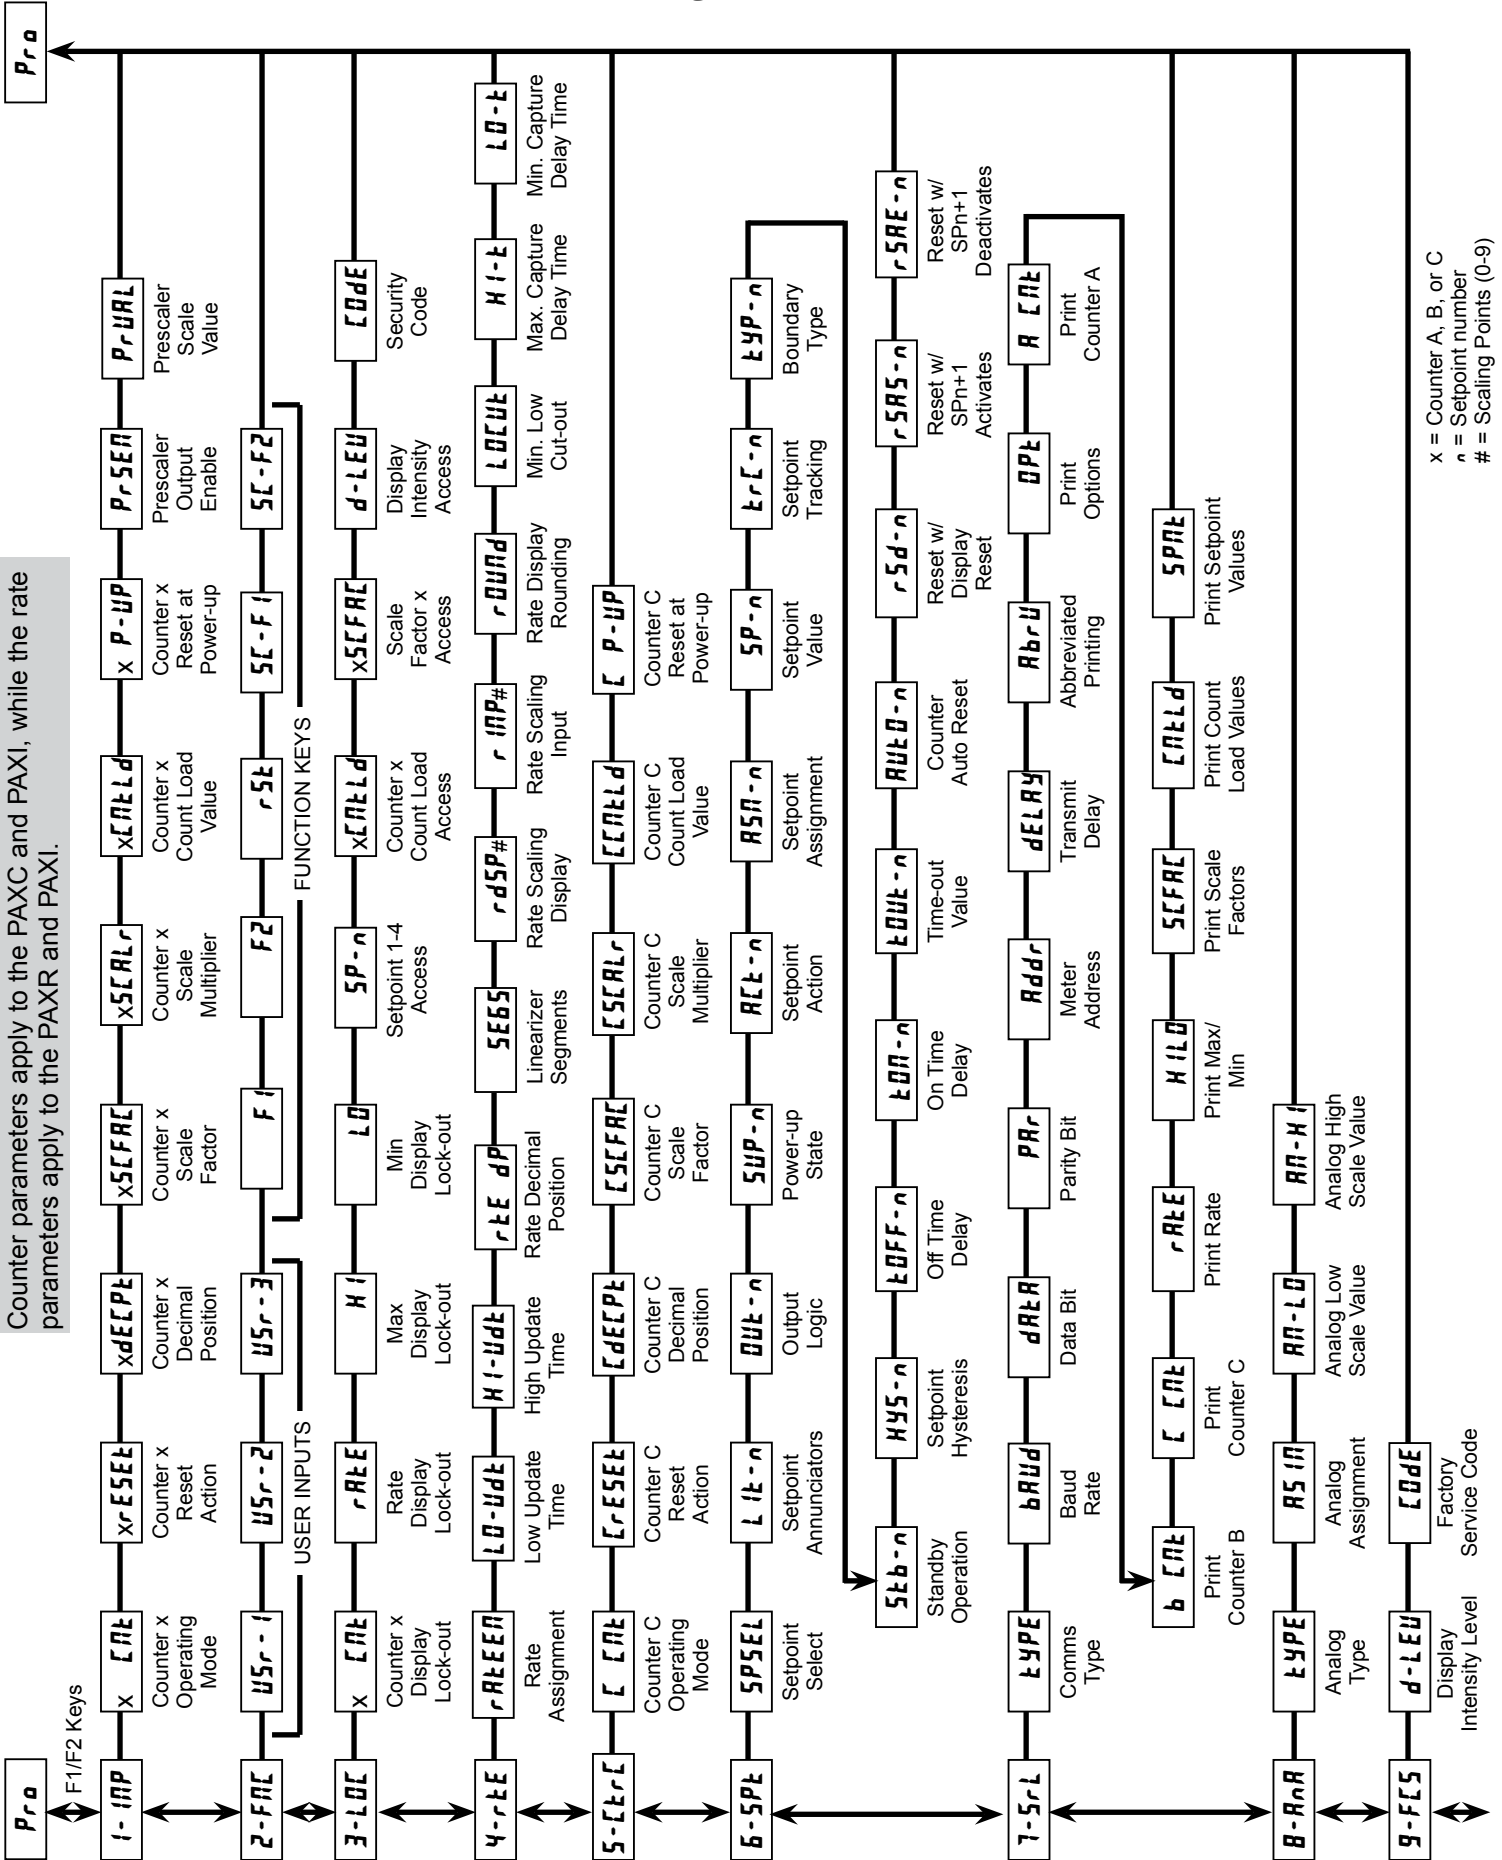 Counter parameters apply to the PAXC and PAXI, while the rate
parameters apply to the PAXR and PAXI.
Pro
F1/F2 Keys
Pro
1-INP
x CNt
Counter x
Operating
Mode
xrESEt
Counter x
Reset
Action
xdECPt
Counter x
Decimal
Position
xSCFAC
Counter x
Scale
Factor
xSCALr
Counter x
Scale
Multiplier
xCNtLd
Counter x
Count Load
Value
x P-UP
Counter x
Reset at
Power-up
PrSEN
Prescaler
Output
Enable
PrVAL
Prescaler
Scale
Value
2-FNC
USr-1
USr-2
USr-3
F1
F2
rSt
SC-F1
SC-F2
USER INPUTS
FUNCTION KEYS
3-LOC
x CNt
Counter x
Display
Lock-out
rAtE
Rate
Display
Lock-out
HI
Max
Display
Lock-out
LO
Min
Display
Lock-out
SP-n
Setpoint 1-4
Access
xCNtLd
Counter x
Count Load
Access
xSCFAC
Scale
Factor x
Access
d-LEV
Display
Intensity
Access
COdE
Security
Code
4-rtE
rAtEEN
Rate
Assignment
LO-Udt
Low Update
Time
HI-Udt
High Update
Time
rtE dP
Rate Decimal
Position
SEGS
Linearizer
Segments
rdSP#
Rate Scaling
Display
r INP#
Rate Scaling
Input
rOUNd
Rate Display
Rounding
LOCUt
Min. Low
Cut-out
HI-t
Max. Capture
Delay Time
LO-t
Min. Capture
Delay Time
5-CtrC
C CNt
Counter C
Operating
Mode
CrESEt
Counter C
Reset
Action
CdECPt
Counter C
Decimal
Position
CSCFAC
Counter C
Scale
Factor
CSCALr
Counter C
Scale
Multiplier
CCNtLd
Counter C
Count Load
Value
C P-UP
Counter C
Reset at
Power-up
6-SPt
SPSEL
Setpoint
Select
LIt-n
Setpoint
Annunciators
OUt-n
Output
Logic
SUP-n
Power-up
State
ACt-n
Setpoint
Action
ASN-n
Setpoint
Assignment
SP-n
Setpoint
Value
trC-n
Setpoint
Tracking
tYP-n
Boundary
Type
Stb-n
Standby
Operation
HYS-n
Setpoint
Hysteresis
tOFF-n
Off Time
Delay
tON-n
On Time
Delay
tOUt-n
Time-out
Value
AUtO-n
Counter
Auto Reset
rSd-n
Reset w/
Display
Reset
rSAS-n
Reset w/
SPn+1
Activates
rSAE-n
Reset w/
SPn+1
Deactivates
7-SrL
tYPE
Comms
Type
bAUd
Baud
Rate
dAtA
Data Bit
PAr
Parity Bit
Addr
Meter
Address
dELAY
Transmit
Delay
AbrV
Abbreviated
Printing
OPt
Print
Options
A CNt
Print
Counter A
b CNt
Print
Counter B
C CNt
Print
Counter C
rAtE
Print Rate
HILO
Print Max/
Min
SCFAC
Print Scale
Factors
CNtLd
Print Count
Load Values
SPNt
Print Setpoint
Values
8-AnA
tYPE
Analog
Type
ASIN
Analog
Assignment
AN-LO
Analog Low
Scale Value
AN-HI
Analog High
Scale Value
9-FCS
d-LEV
Display
Intensity Level
COdE
Factory
Service Code
x = Counter A, B, or C
n = Setpoint number
# = Scaling Points (0-9)